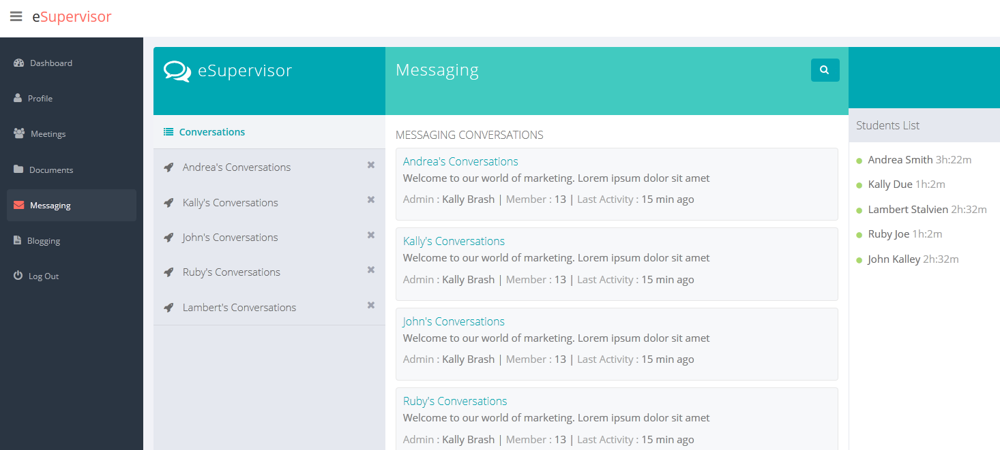 eSupervisor
Dashboard
Profile
Meetings
Documents
Messaging
Blogging
Log Out
eSupervisor
Conversations
Andrea's Conversations
Kally's Conversations
John's Conversations
Ruby's Conversations
Lambert's Conversations
Messaging
MESSAGING CONVERSATIONS
Andrea's Conversations
Welcome to our world of marketing. Lorem ipsum dolor sit amet
Admin : Kally Brash | Member : 13 | Last Activity : 15 min ago
Kally's Conversations
Welcome to our world of marketing. Lorem ipsum dolor sit amet
Admin : Kally Brash | Member : 13 | Last Activity : 15 min ago
John's Conversations
Welcome to our world of marketing. Lorem ipsum dolor sit amet
Admin : Kally Brash | Member : 13 | Last Activity : 15 min ago
Ruby's Conversations
Welcome to our world of marketing. Lorem ipsum dolor sit amet
Admin : Kally Brash | Member : 13 | Last Activity : 15 min ago
Students List
Andrea Smith 3h:22m
Kally Due 1h:2m
Lambert Stalvien 2h:32m
Ruby Joe 1h:2m
John Kalley 2h:32m